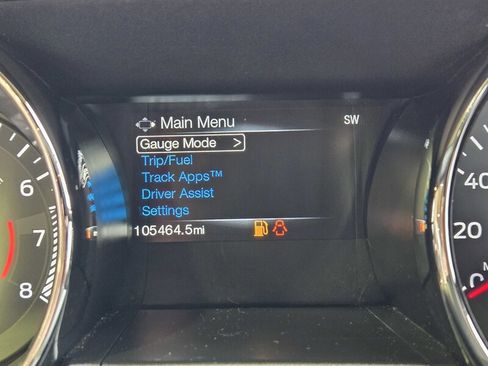 Main Menu
SW
Gauge Mode >
Trip/Fuel
Track Apps™
Driver Assist
Settings
105464.5mi
6
7
8
40
20
0